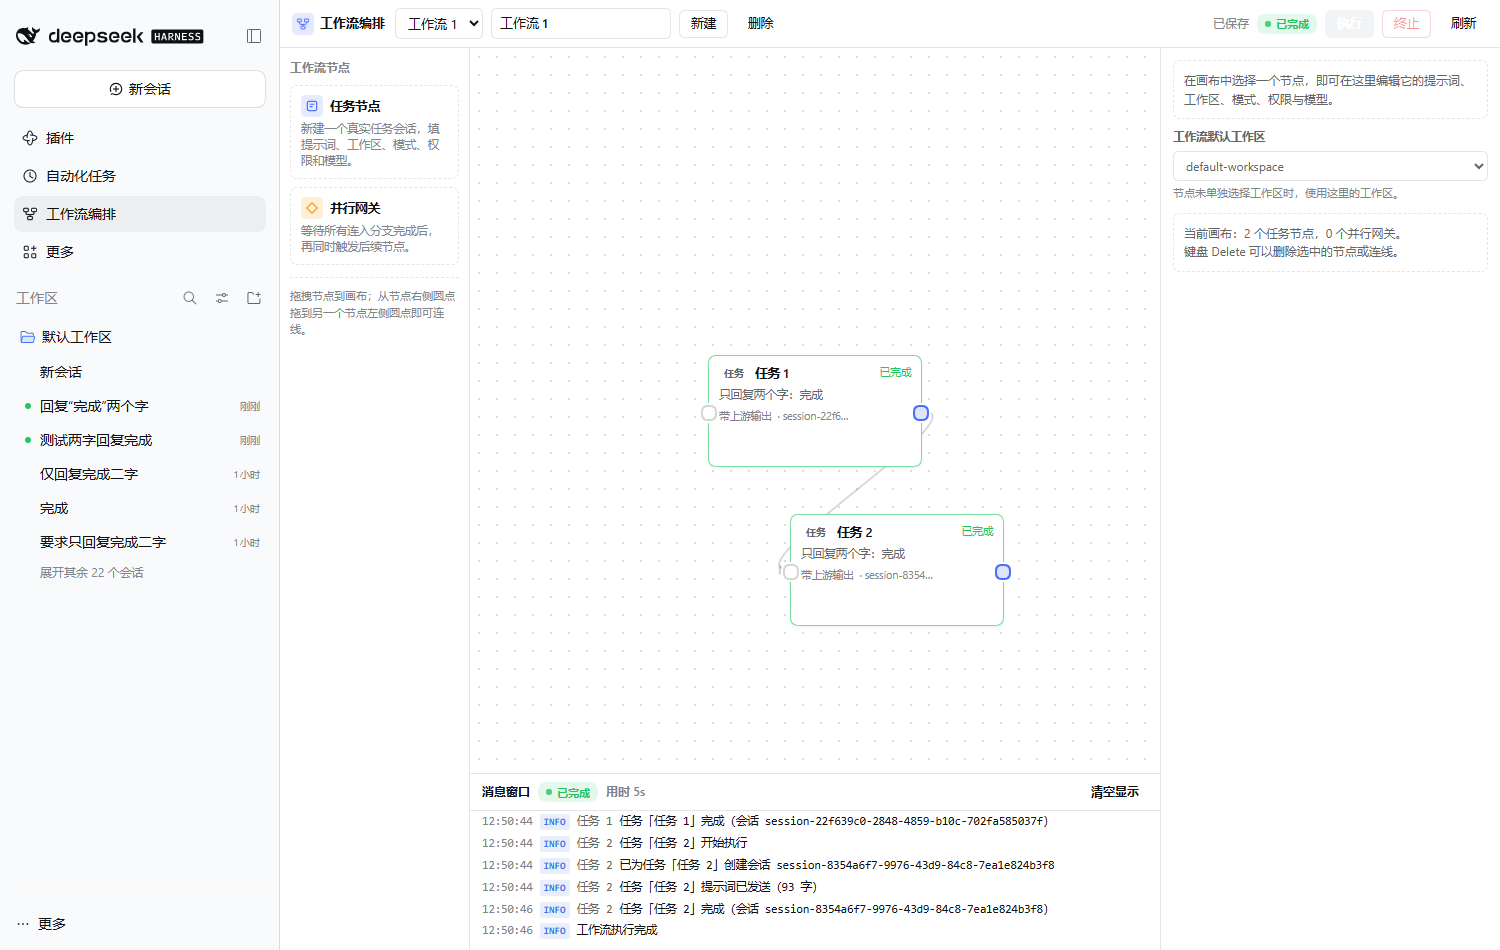 deepseek HARNESS
新会话
插件
自动化任务
工作流编排
更多
工作区
默认工作区
新会话
回复“完成”两个字 刚刚
测试两字回复完成 刚刚
仅回复完成二字 1 小时
完成 1 小时
要求只回复完成二字 1 小时
展开其余 22 个会话
更多
工作流编排 工作流 1 工作流 1 新建 删除 已保存 已完成 执行 终止 刷新
工作流节点
任务节点
新建一个真实任务会话，填
提示词、工作区、模式、权
限和模型。
并行网关
等待所有连入分支完成后，
再同时触发后续节点。
拖拽节点到画布；从节点右侧圆点
拖到另一个节点左侧圆点即可连
线。
任务 任务 1 已完成
只回复两个字：完成
带上游输出 · session-22f6...
任务 任务 2 已完成
只回复两个字：完成
带上游输出 · session-8354...
消息窗口 已完成 用时 5s 清空显示
12:50:44 INFO 任务 1 任务「任务 1」完成（会话 session-22f639c0-2848-4859-b10c-702fa585037f）
12:50:44 INFO 任务 2 任务「任务 2」开始执行
12:50:44 INFO 任务 2 已为任务「任务 2」创建会话 session-8354a6f7-9976-43d9-84c8-7ea1e824b3f8
12:50:44 INFO 任务 2 任务「任务 2」提示词已发送（93 字）
12:50:46 INFO 任务 2 任务「任务 2」完成（会话 session-8354a6f7-9976-43d9-84c8-7ea1e824b3f8）
12:50:46 INFO 工作流执行完成
在画布中选择一个节点，即可在这里编辑它的提示词、
工作区、模式、权限与模型。
工作流默认工作区
default-workspace
节点未单独选择工作区时，使用这里的工作区。
当前画布：2 个任务节点，0 个并行网关。
键盘 Delete 可以删除选中的节点或连线。